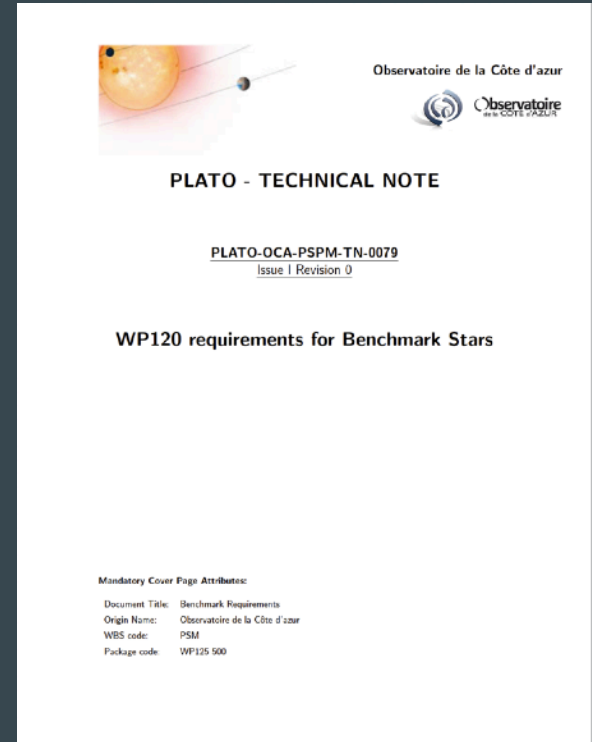 Observatoire de la Côte d'azur
Observatoire
de la CÔTE d'AZUR
PLATO - TECHNICAL NOTE
PLATO-OCA-PSPM-TN-0079
Issue I Revision 0
WP120 requirements for Benchmark Stars
Mandatory Cover Page Attributes:
Document Title: Benchmark Requirements
Origin Name: Observatoire de la Côte d'azur
WBS code: PSM
Package code: WP125 500